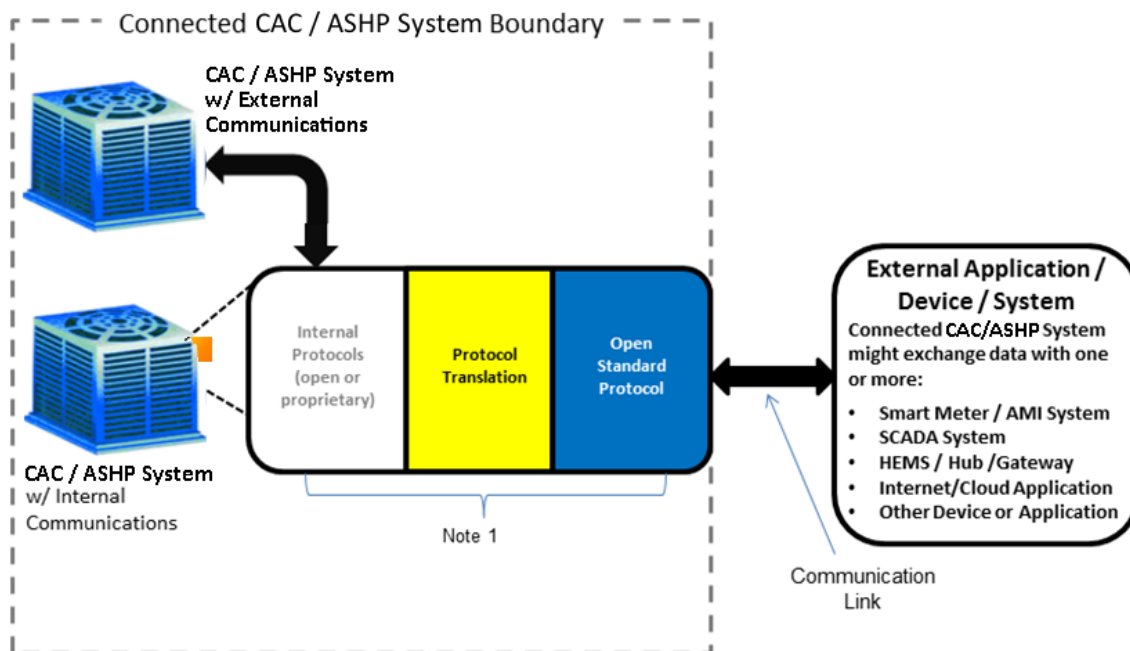 Connected CAC / ASHP System Boundary
CAC / ASHP System
w/ External
Communications
CAC / ASHP System
w/ Internal
Communications
Internal
Protocols
(open or
proprietary)
Protocol
Translation
Open
Standard
Protocol
Note 1
External Application /
Device / System
Connected CAC/ASHP System
might exchange data with one
or more:
• Smart Meter / AMI System
• SCADA System
• HEMS / Hub /Gateway
• Internet/Cloud Application
• Other Device or Application
Communication
Link